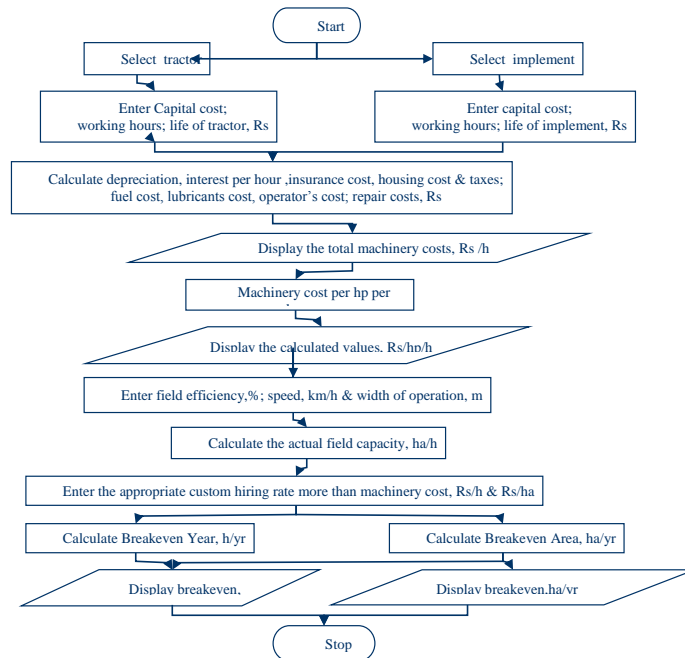 Start
Select tractor
Select implement
Enter Capital cost;
working hours; life of tractor, Rs
Enter capital cost;
working hours; life of implement, Rs
Calculate depreciation, interest per hour ,insurance cost, housing cost & taxes;
fuel cost, lubricants cost, operator’s cost; repair costs, Rs
Display the total machinery costs, Rs /h
Machinery cost per hp per
Display the calculated values, Rs/hp/h
Enter field efficiency,%; speed, km/h & width of operation, m
Calculate the actual field capacity, ha/h
Enter the appropriate custom hiring rate more than machinery cost, Rs/h & Rs/ha
Calculate Breakeven Year, h/yr
Calculate Breakeven Area, ha/yr
Display breakeven,
Display breakeven,ha/yr
Stop